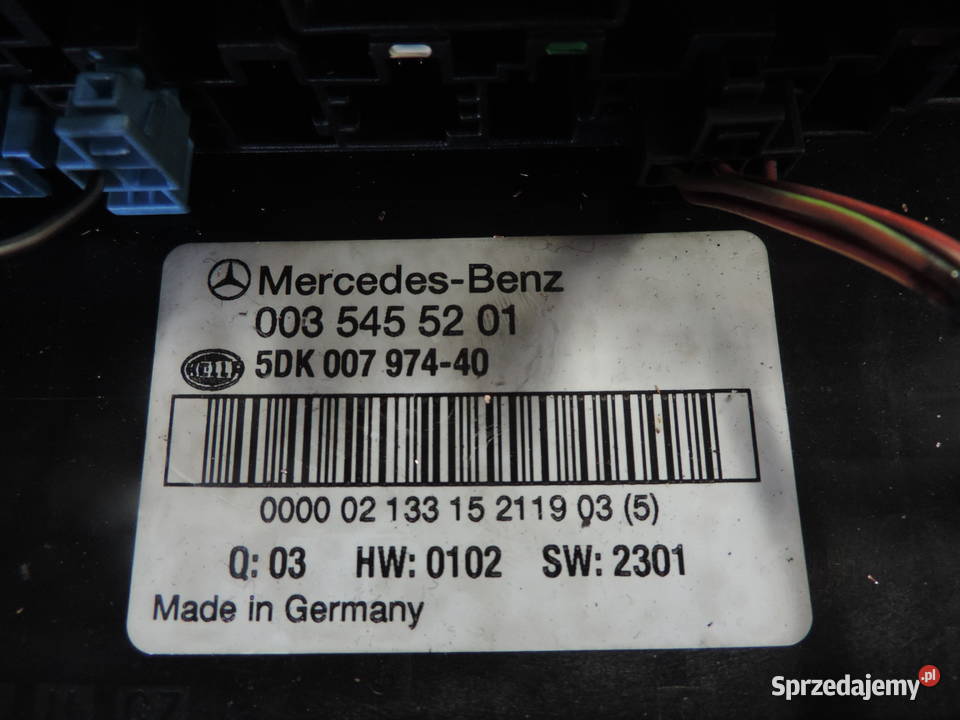 Mercedes-Benz
003 545 52 01
HELLA 5DK 007 974-40
0000 02 133 15 2119 03 (5)
Q: 03 HW: 0102 SW: 2301
Made in Germany
Sprzedajemy.pl